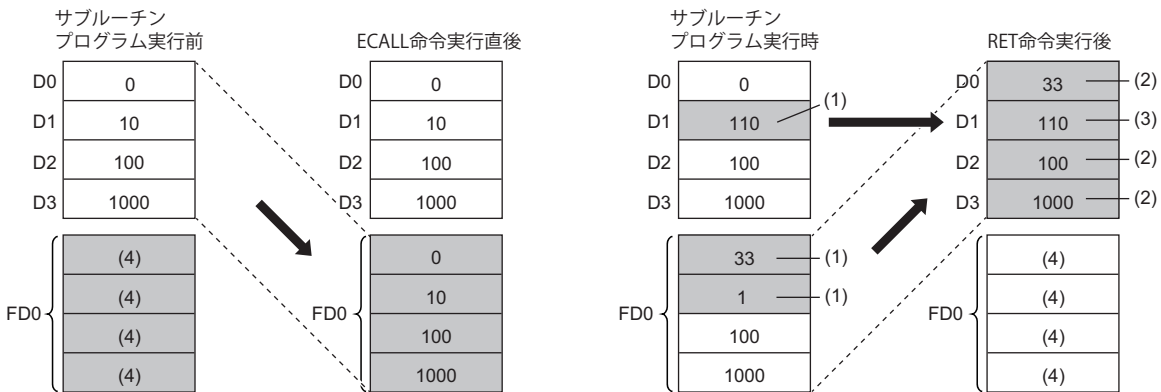 サブルーチン
プログラム実行前
D0 0
D1 10
D2 100
D3 1000
FD0
(4)
(4)
(4)
(4)
ECALL命令実行直後
D0 0
D1 10
D2 100
D3 1000
FD0
0
10
100
1000
サブルーチン
プログラム実行時
D0 0
D1 110 (1)
D2 100
D3 1000
FD0
33 (1)
1 (1)
100
1000
RET命令実行後
D0 33 (2)
D1 110 (3)
D2 100 (2)
D3 1000 (2)
FD0
(4)
(4)
(4)
(4)